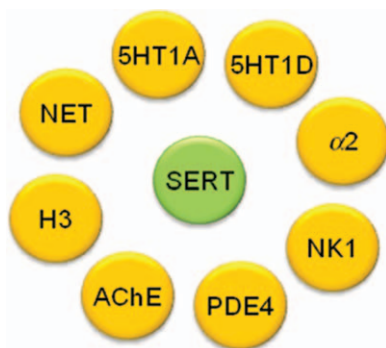 5HT1A
5HT1D
NET
α2
SERT
H3
NK1
AChE
PDE4